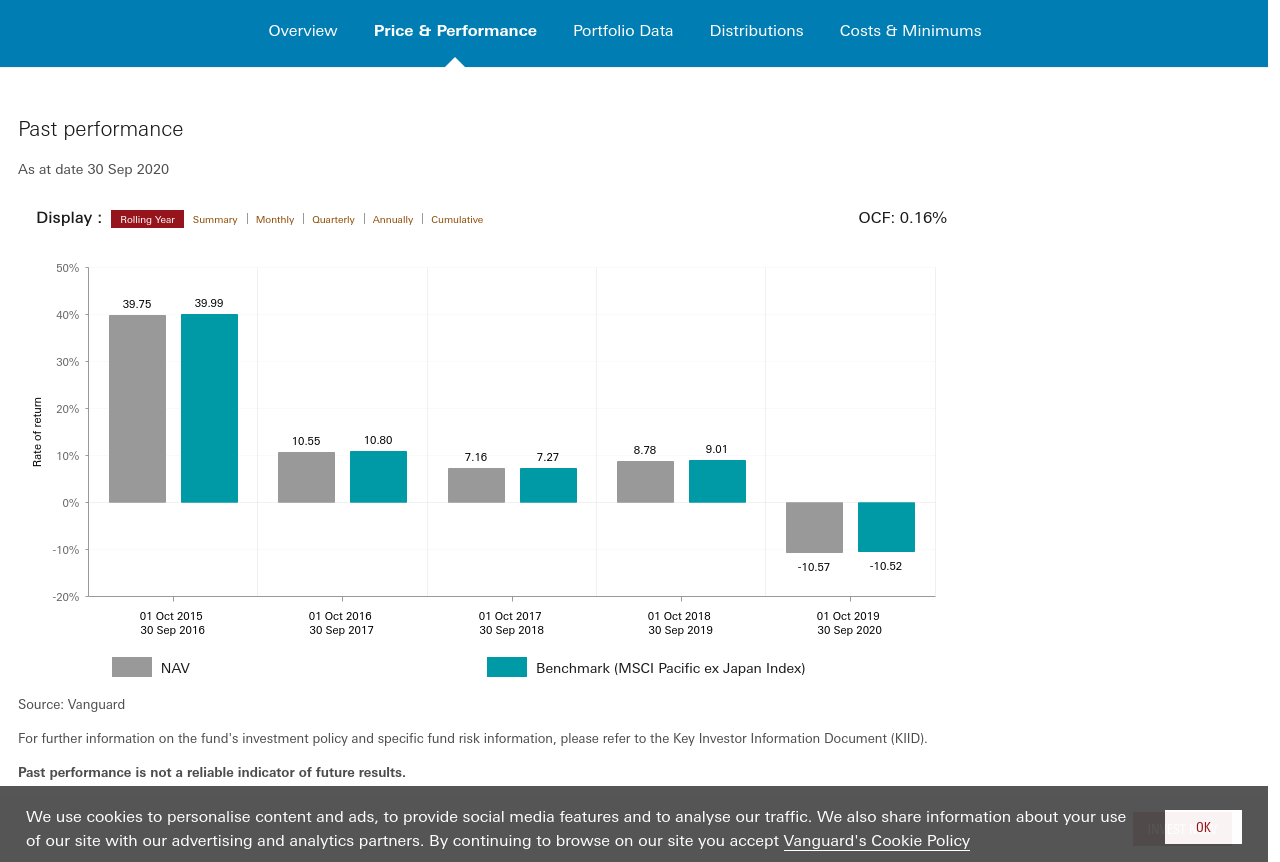 Overview Price & Performance Portfolio Data Distributions Costs & Minimums
Past performance
As at date 30 Sep 2020
Display : Rolling Year Summary Monthly Quarterly Annually Cumulative OCF: 0.16%
50%
40%
30%
20%
10%
0%
-10%
-20%
Rate of return
39.75 39.99
10.55 10.80
7.16 7.27
8.78 9.01
-10.57 -10.52
01 Oct 2015 01 Oct 2016 01 Oct 2017 01 Oct 2018 01 Oct 2019
30 Sep 2016 30 Sep 2017 30 Sep 2018 30 Sep 2019 30 Sep 2020
NAV Benchmark (MSCI Pacific ex Japan Index)
Source: Vanguard
For further information on the fund's investment policy and specific fund risk information, please refer to the Key Investor Information Document (KIID).
Past performance is not a reliable indicator of future results.
We use cookies to personalise content and ads, to provide social media features and to analyse our traffic. We also share information about your use
of our site with our advertising and analytics partners. By continuing to browse on our site you accept Vanguard's Cookie Policy
OK